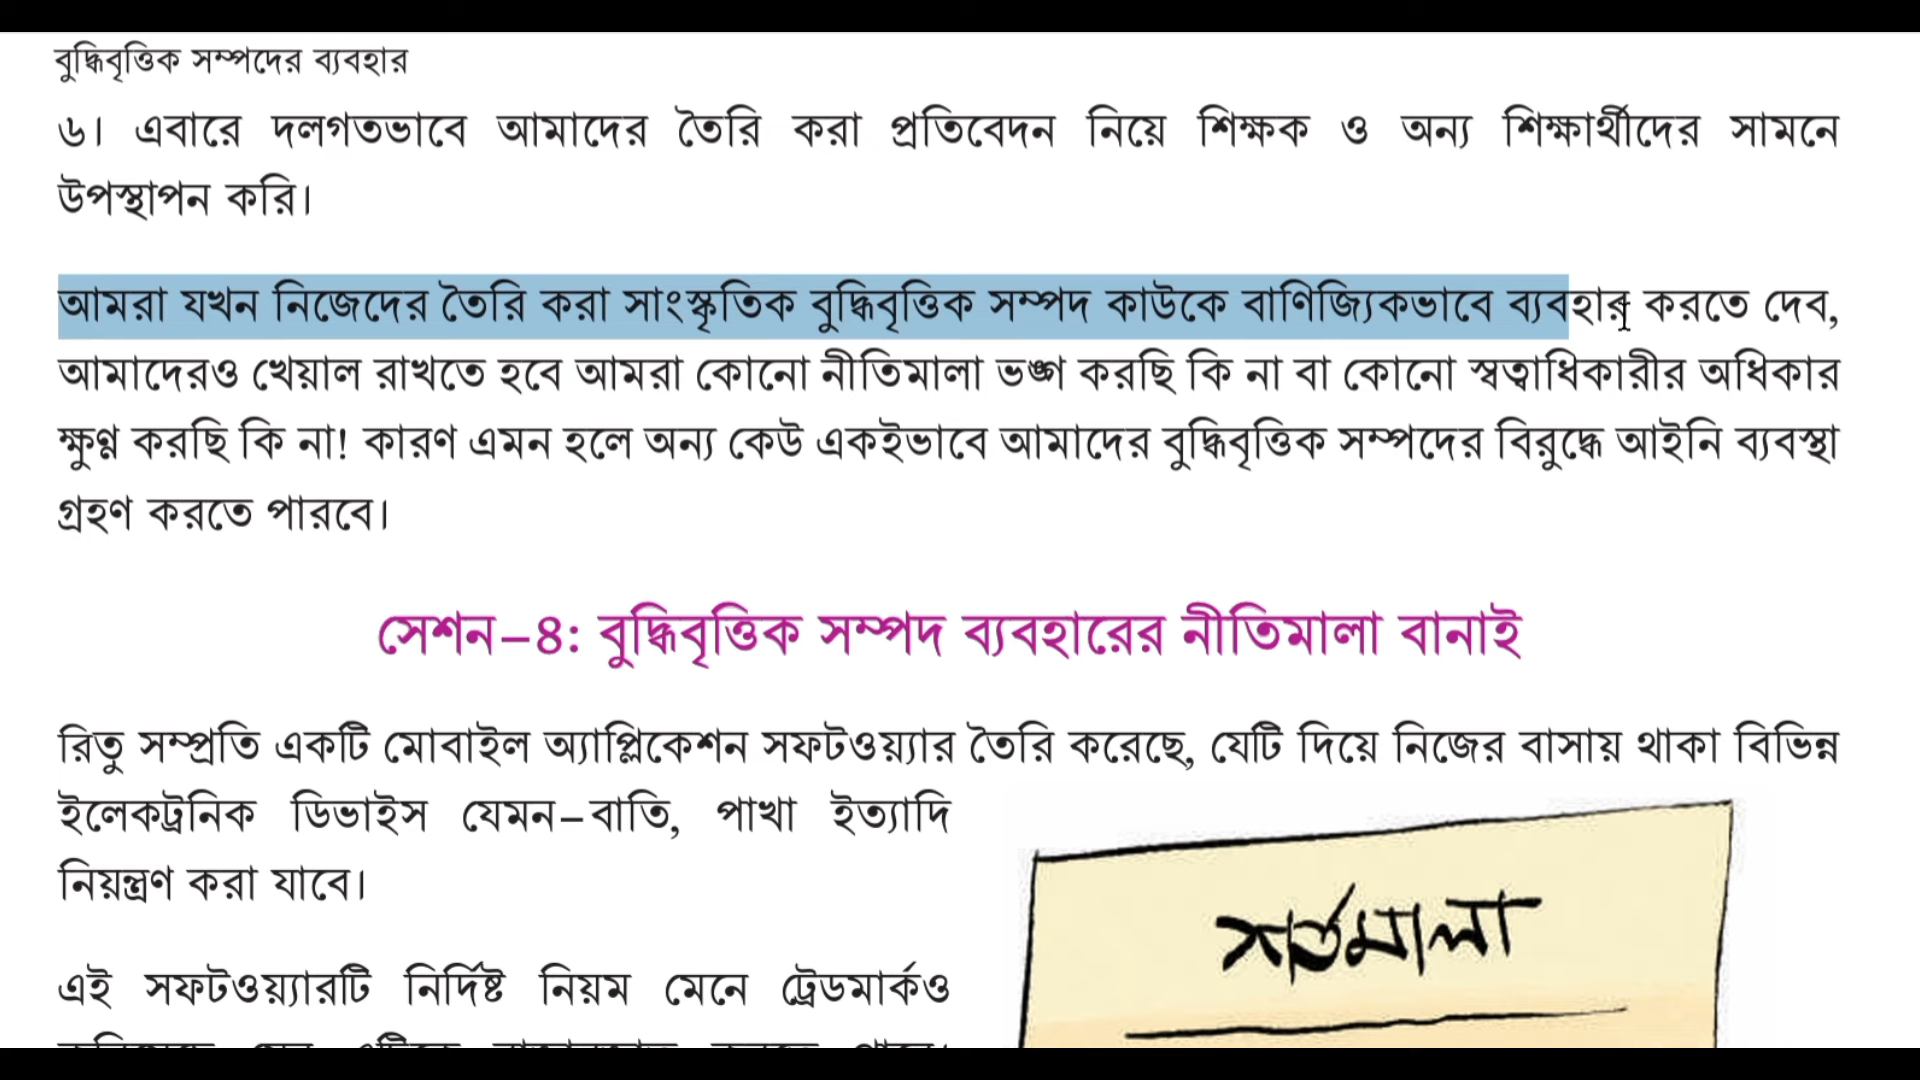 বুদ্ধিবৃত্তিক সম্পদের ব্যবহার
৬। এবারে দলগতভাবে আমাদের তৈরি করা প্রতিবেদন নিয়ে শিক্ষক ও অন্য শিক্ষার্থীদের সামনে
উপস্থাপন করি।
আমরা যখন নিজেদের তৈরি করা সাংস্কৃতিক বুদ্ধিবৃত্তিক সম্পদ কাউকে বাণিজ্যিকভাবে ব্যবহার করতে দেব,
আমাদেরও খেয়াল রাখতে হবে আমরা কোনো নীতিমালা ভঙ্গ করছি কি না বা কোনো স্বত্বাধিকারীর অধিকার
ক্ষুণ্ণ করছি কি না! কারণ এমন হলে অন্য কেউ একইভাবে আমাদের বুদ্ধিবৃত্তিক সম্পদের বিরুদ্ধে আইনি ব্যবস্থা
গ্রহণ করতে পারবে।
সেশন–৪: বুদ্ধিবৃত্তিক সম্পদ ব্যবহারের নীতিমালা বানাই
রিতু সম্প্রতি একটি মোবাইল অ্যাপ্লিকেশন সফটওয়্যার তৈরি করেছে, যেটি দিয়ে নিজের বাসায় থাকা বিভিন্ন
ইলেকট্রনিক ডিভাইস যেমন–বাতি, পাখা ইত্যাদি
নিয়ন্ত্রণ করা যাবে।
শর্তমালা
এই সফটওয়্যারটি নির্দিষ্ট নিয়ম মেনে ট্রেডমার্কও